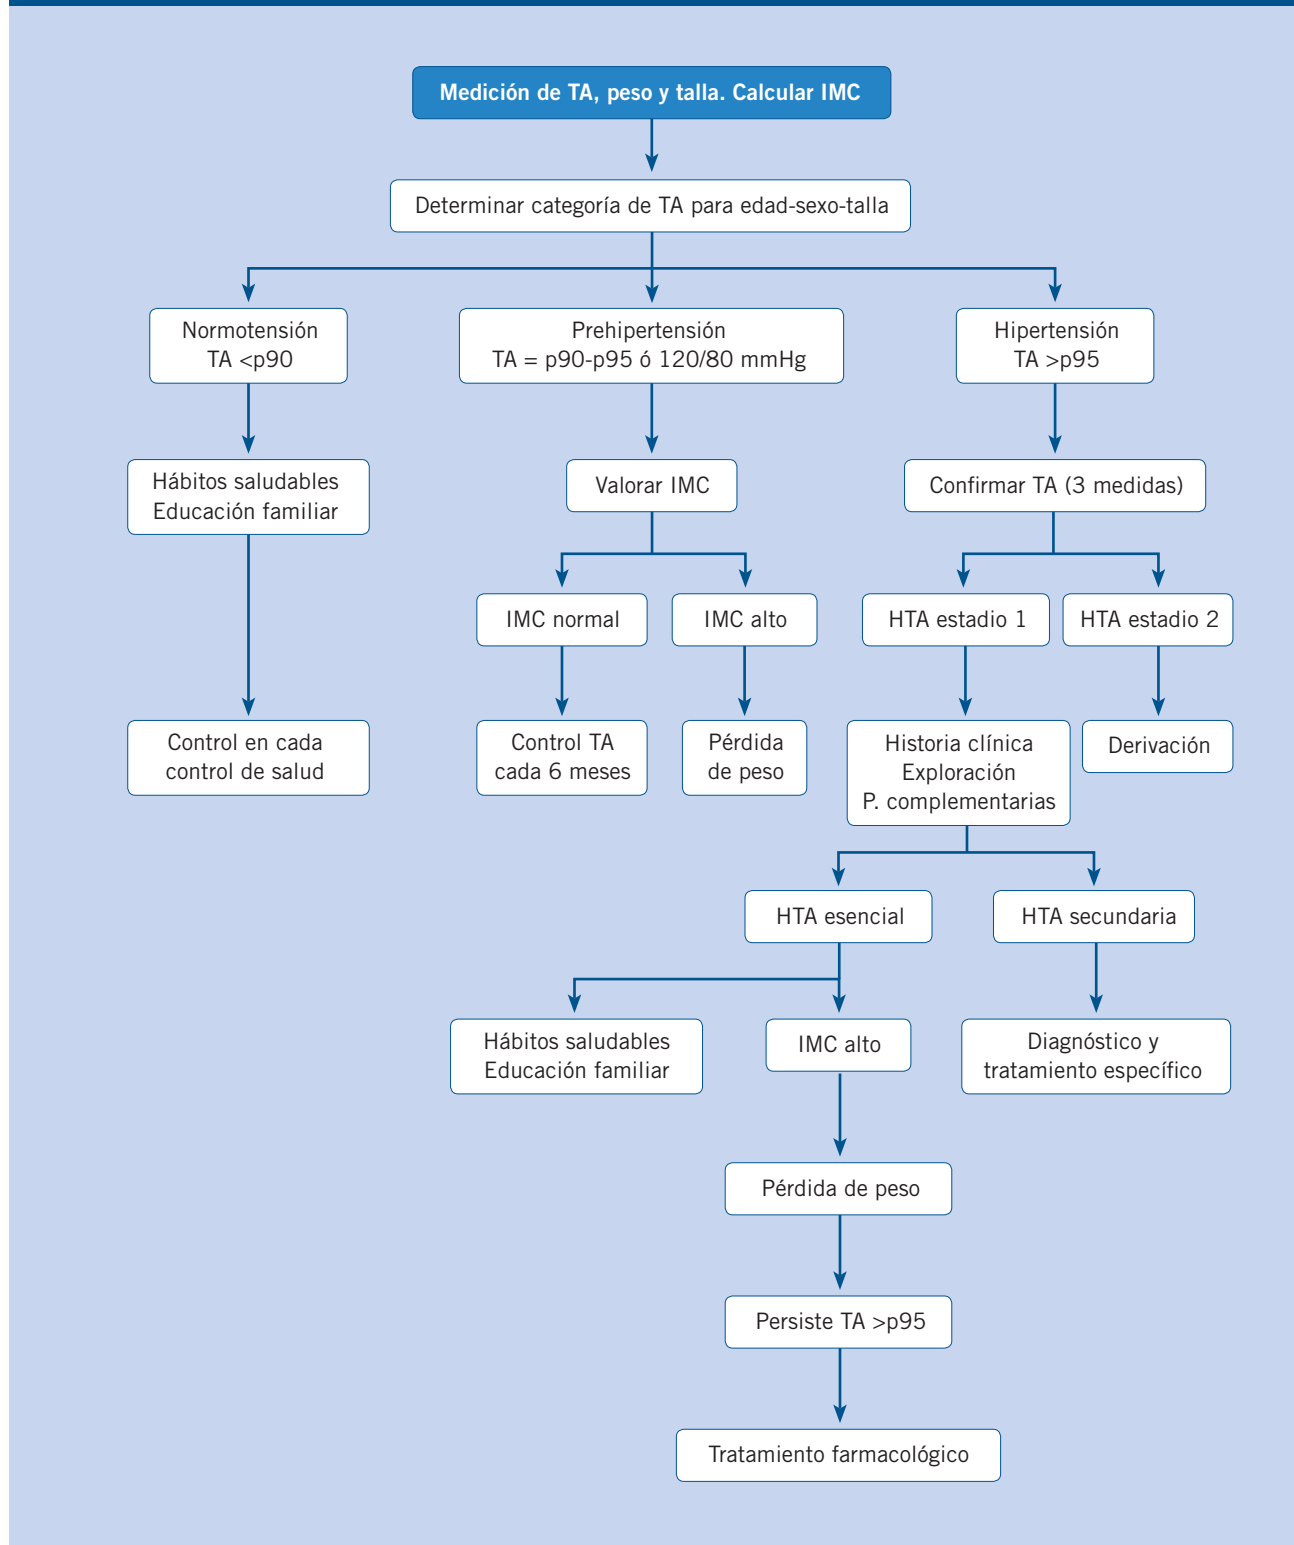 Medición de TA, peso y talla. Calcular IMC
Determinar categoría de TA para edad-sexo-talla
Normotensión
TA <p90
Prehipertensión
TA = p90-p95 ó 120/80 mmHg
Hipertensión
TA >p95
Hábitos saludables
Educación familiar
Valorar IMC
Confirmar TA (3 medidas)
IMC normal
IMC alto
HTA estadio 1
HTA estadio 2
Control en cada
control de salud
Control TA
cada 6 meses
Pérdida
de peso
Historia clínica
Exploración
P. complementarias
Derivación
HTA esencial
HTA secundaria
Hábitos saludables
Educación familiar
IMC alto
Diagnóstico y
tratamiento específico
Pérdida de peso
Persiste TA >p95
Tratamiento farmacológico